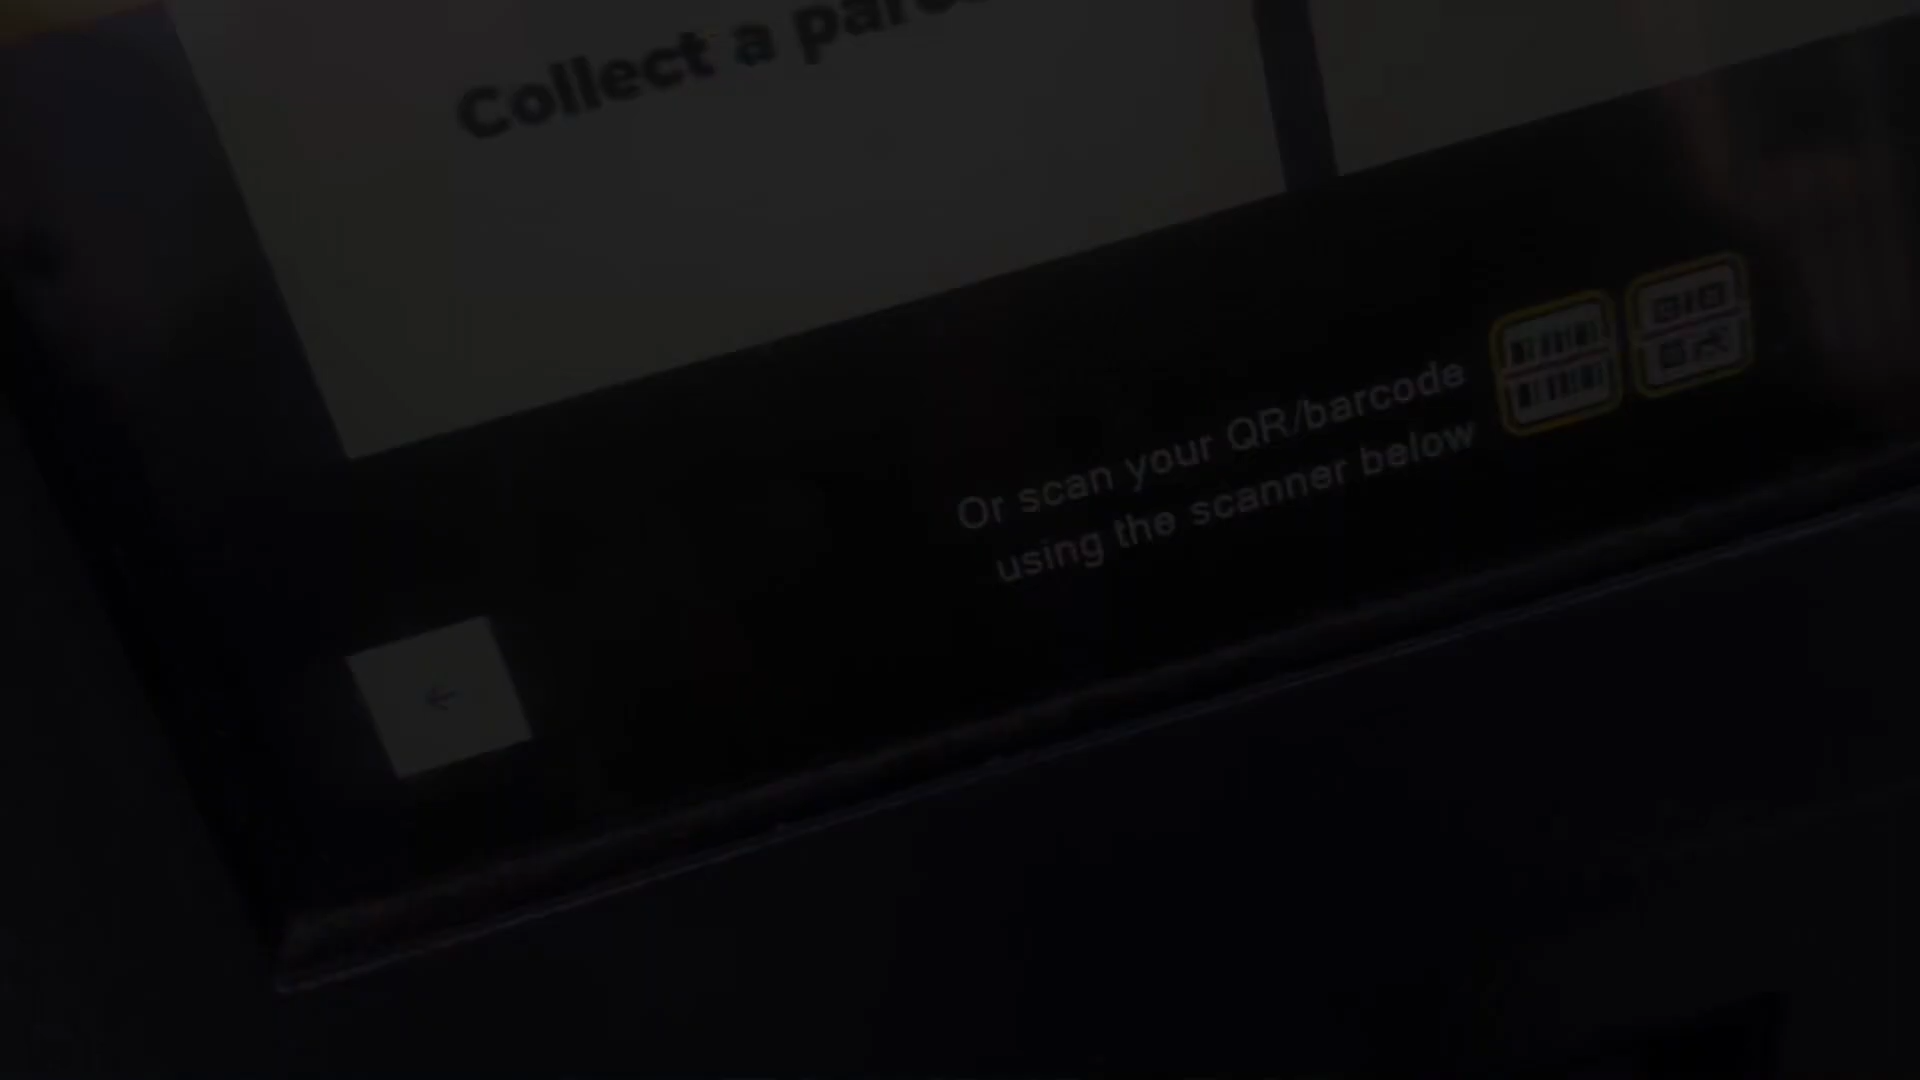 Collect a
Or scan your QR/barcode
using the scanner below